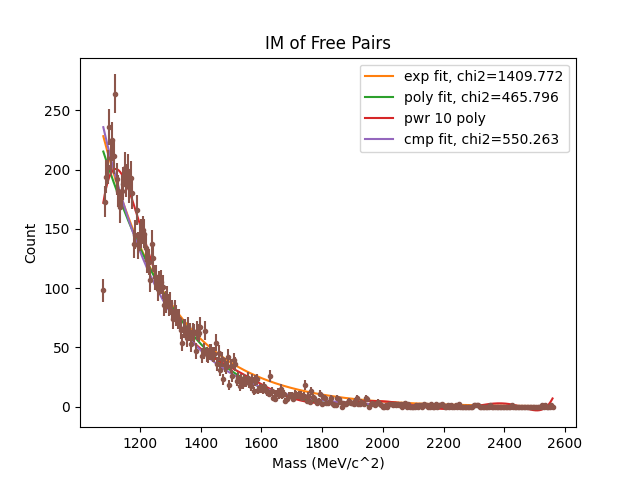 IM of Free Pairs
exp fit, chi2=1409.772
poly fit, chi2=465.796
pwr 10 poly
cmp fit, chi2=550.263
Count
250
200
150
100
50
0
1200 1400 1600 1800 2000 2200 2400 2600
Mass (MeV/c^2)